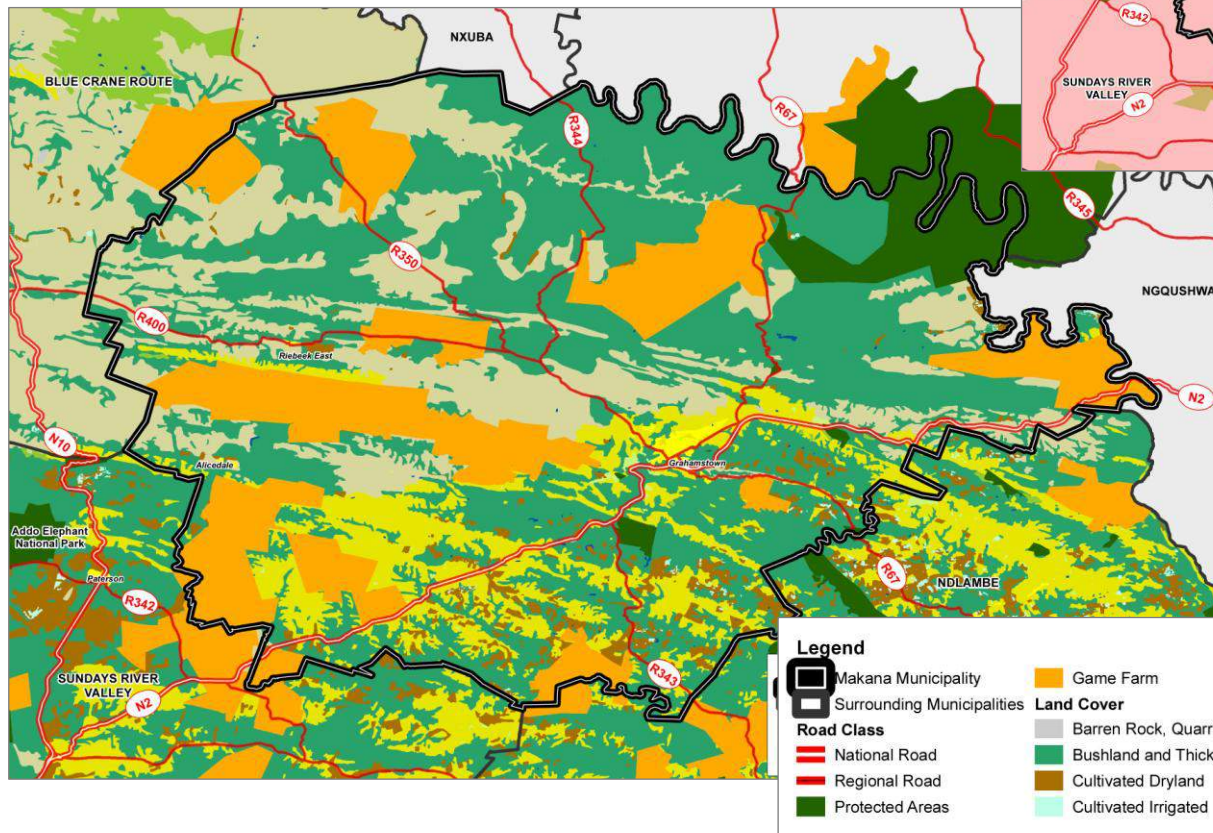 R342
SUNDAYS RIVER
VALLEY
N2
NXUBA
BLUE CRANE ROUTE
R67
R344
R345
R350
NGQUSHWA
R400
Riebeek East
N2
N10
Alicedale
Grahamstown
Addo Elephant
National Park
Paterson
R67
NDLAMBE
R342
SUNDAYS RIVER
VALLEY
R343
N2
Legend
Makana Municipality
Surrounding Municipalities
Road Class
National Road
Regional Road
Protected Areas
Game Farm
Land Cover
Barren Rock, Quarr
Bushland and Thick
Cultivated Dryland
Cultivated Irrigated